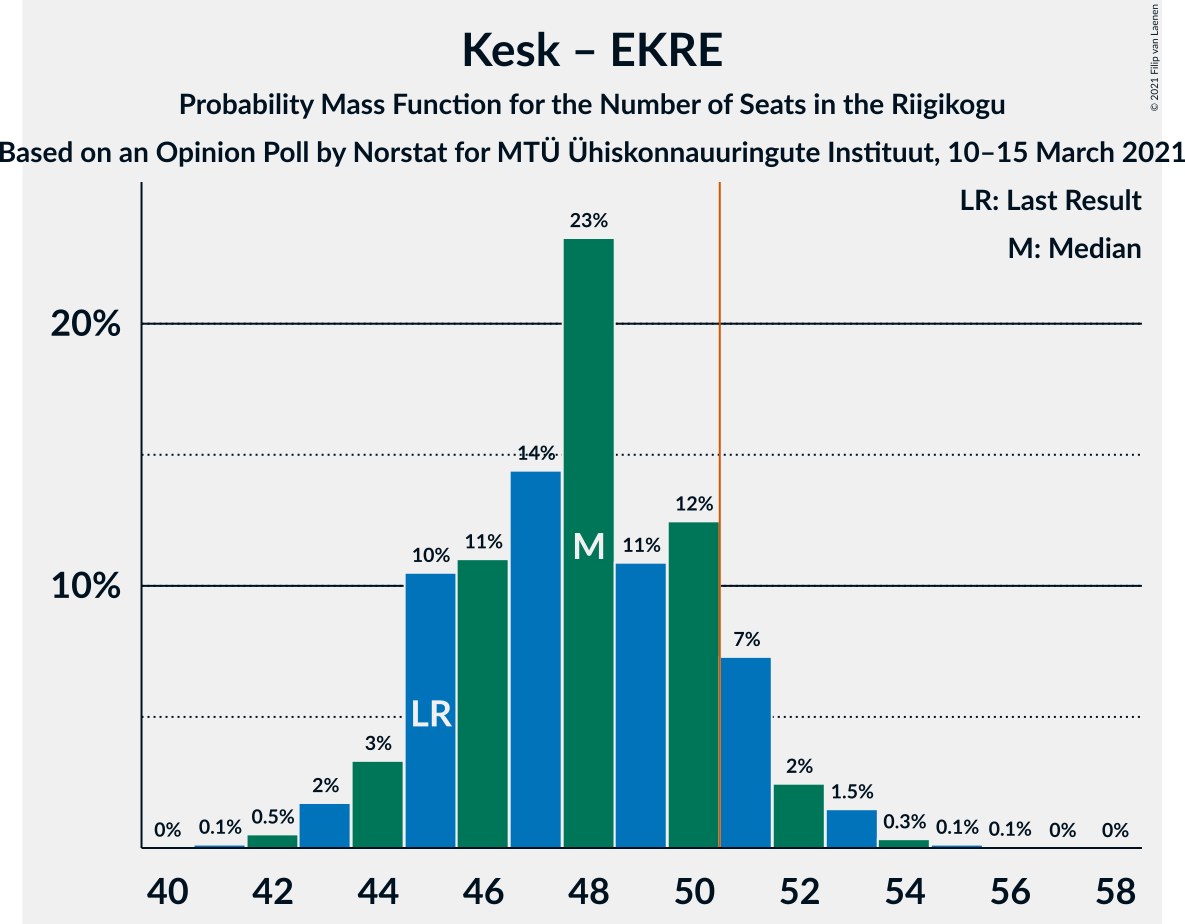 Kesk – EKRE
Probability Mass Function for the Number of Seats in the Riigikogu
Based on an Opinion Poll by Norstat for MTÜ Ühiskonnauuringute Instituut, 10–15 March 2021
© 2021 Filip van Laenen
LR: Last Result
M: Median
20%
10%
0%
0.1%
0.5%
2%
3%
10%
11%
14%
23%
11%
12%
7%
2%
1.5%
0.3%
0.1%
0.1%
0%
0%
LR
M
40 42 44 46 48 50 52 54 56 58